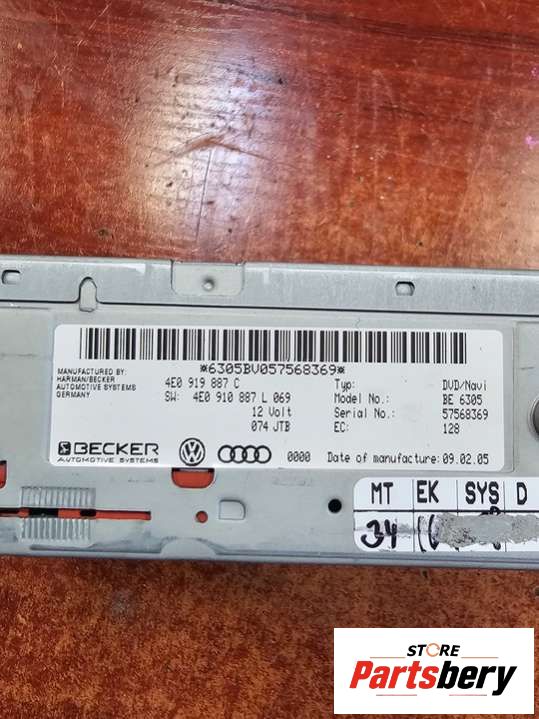 *6305BV057568369*
MANUFACTURED BY:
HARMAN/BECKER
AUTOMOTIVE SYSTEMS
GERMANY
4E0 919 887 C
SW: 4E0 910 887 L 069
12 Volt
074 JTB
Typ: DVD/Navi
Model No.: BE 6305
Serial No.: 57568369
EC: 128
BECKER
AUTOMOTIVE SYSTEMS
0000 Date of manufacture: 09.02.05
MT EK SYS D
34
STORE
Partsbery